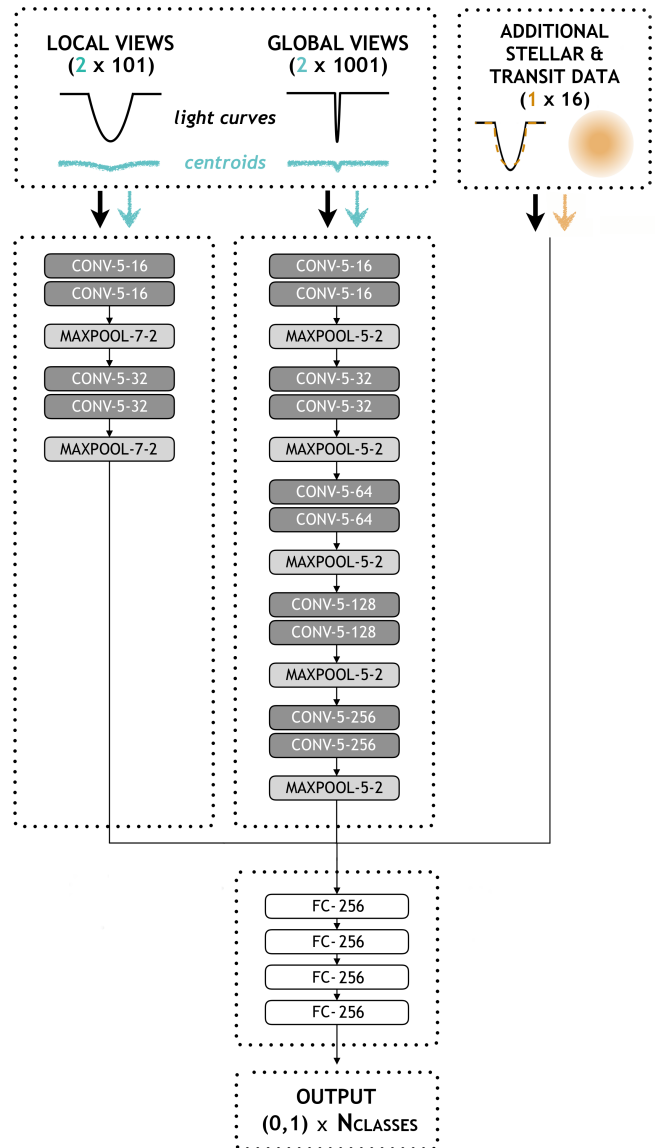 LOCAL VIEWS
(2 x 101)
GLOBAL VIEWS
(2 x 1001)
light curves
centroids
ADDITIONAL
STELLAR &
TRANSIT DATA
(1 x 16)
CONV-5-16
CONV-5-16
MAXPOOL-7-2
CONV-5-32
CONV-5-32
MAXPOOL-7-2
CONV-5-16
CONV-5-16
MAXPOOL-5-2
CONV-5-32
CONV-5-32
MAXPOOL-5-2
CONV-5-64
CONV-5-64
MAXPOOL-5-2
CONV-5-128
CONV-5-128
MAXPOOL-5-2
CONV-5-256
CONV-5-256
MAXPOOL-5-2
FC- 256
FC- 256
FC- 256
FC- 256
OUTPUT
(0,1) x NCLASSES